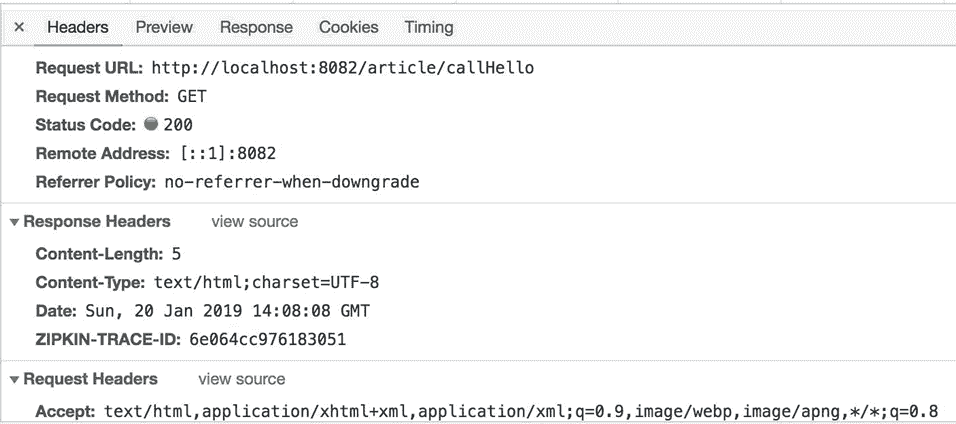 × Headers Preview Response Cookies Timing
Request URL: http://localhost:8082/article/callHello
Request Method: GET
Status Code: 200
Remote Address: [::1]:8082
Referrer Policy: no-referrer-when-downgrade
Response Headers view source
Content-Length: 5
Content-Type: text/html;charset=UTF-8
Date: Sun, 20 Jan 2019 14:08:08 GMT
ZIPKIN-TRACE-ID: 6e064cc976183051
Request Headers view source
Accept: text/html,application/xhtml+xml,application/xml;q=0.9,image/webp,image/apng,*/*;q=0.8